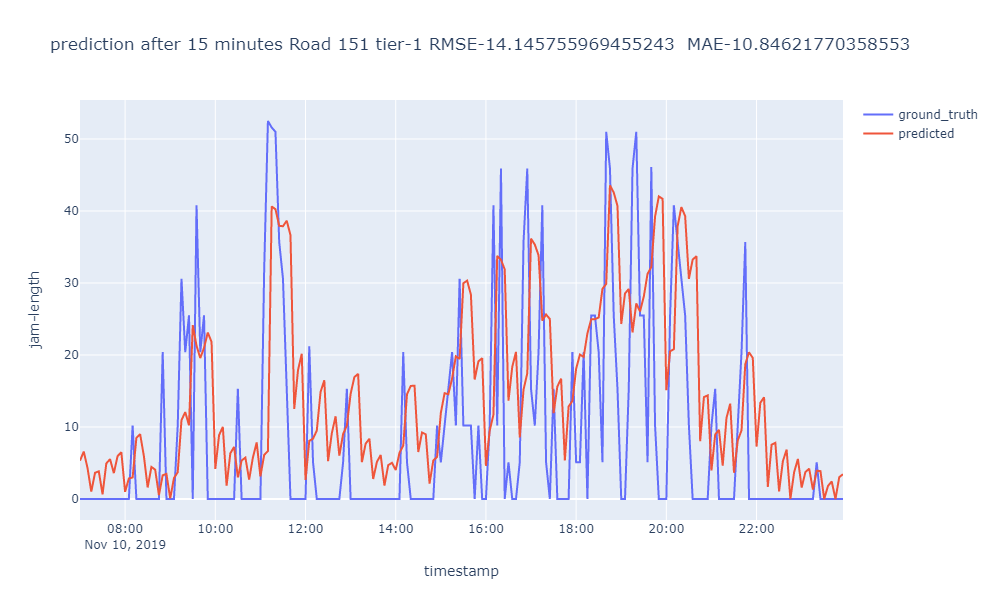 prediction after 15 minutes Road 151 tier-1 RMSE-14.145755969455243  MAE-10.84621770358553
ground_truth
predicted
50
40
30
20
10
0
jam-length
08:00 10:00 12:00 14:00 16:00 18:00 20:00 22:00
Nov 10, 2019
timestamp